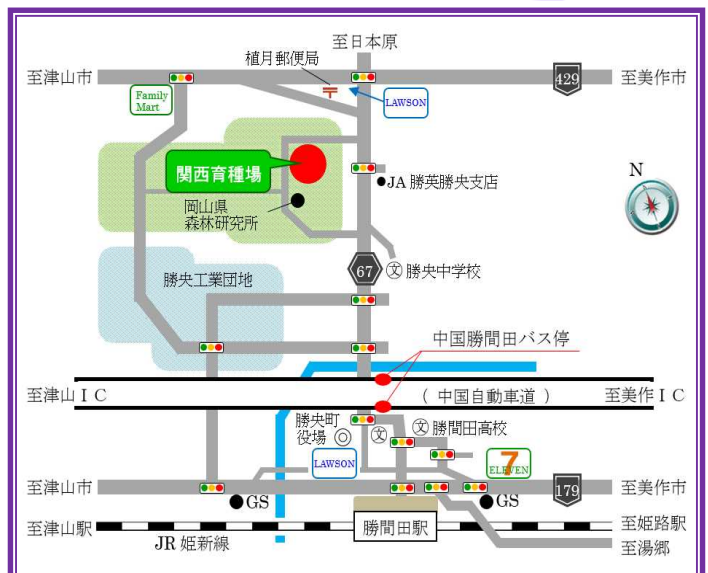 至日本原
植月郵便局
至津山市
429
至美作市
Family
Mart
LAWSON
N
関西育種場
JA 勝英勝央支店
岡山県
森林研究所
67
文 勝央中学校
勝央工業団地
中国勝間田バス停
至津山IC
( 中国自動車道 )
至美作IC
勝央町
役場
文
文 勝間田高校
LAWSON
7
ELEVEN
至津山市
179
至美作市
GS
GS
至津山駅
勝間田駅
至姫路駅
JR 姫新線
至湯郷